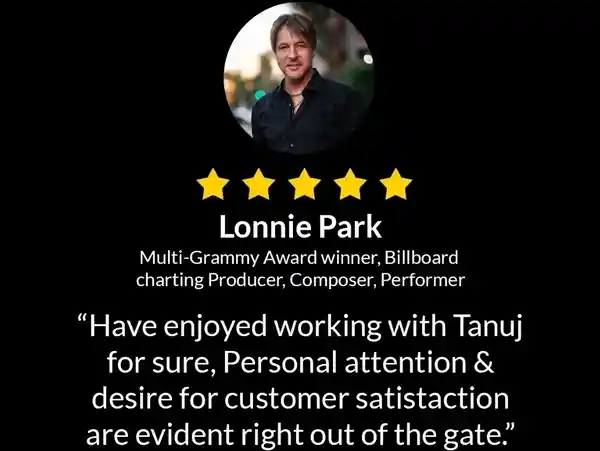 Lonnie Park
Multi-Grammy Award winner, Billboard
charting Producer, Composer, Performer
“Have enjoyed working with Tanuj
for sure, Personal attention &
desire for customer satistaction
are evident right out of the gate.”